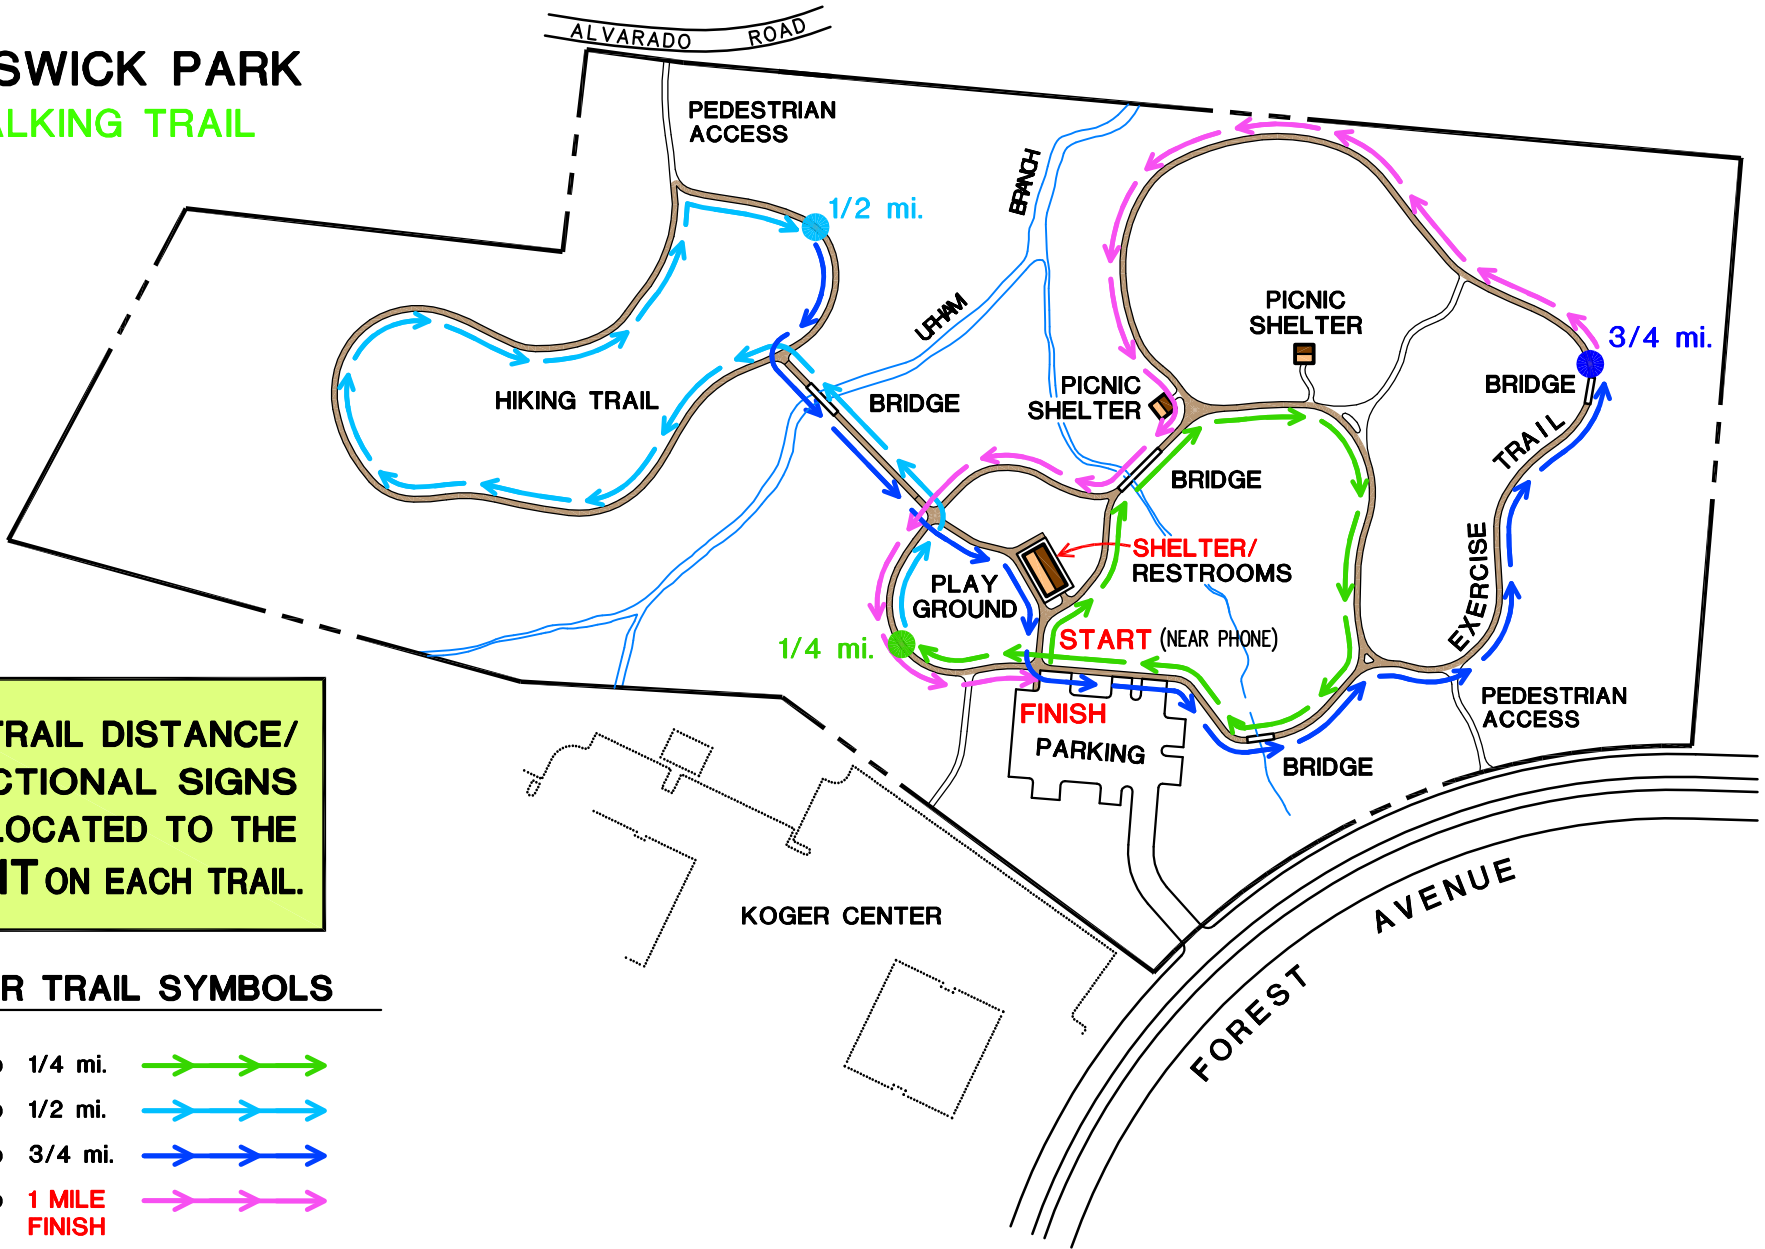 ALVARADO ROAD
SWICK PARK
ALKING TRAIL
PEDESTRIAN
ACCESS
1/2 mi.
BRANCH
UPHAM
PICNIC
SHELTER
3/4 mi.
PICNIC
SHELTER
BRIDGE
HIKING TRAIL
BRIDGE
BRIDGE
EXERCISE TRAIL
SHELTER/
RESTROOMS
PLAY
GROUND
START (NEAR PHONE)
1/4 mi.
PEDESTRIAN
ACCESS
FINISH
PARKING
BRIDGE
TRAIL DISTANCE/
CTIONAL SIGNS
LOCATED TO THE
HT ON EACH TRAIL.
KOGER CENTER
FOREST AVENUE
R TRAIL SYMBOLS
1/4 mi.
1/2 mi.
3/4 mi.
1 MILE
FINISH